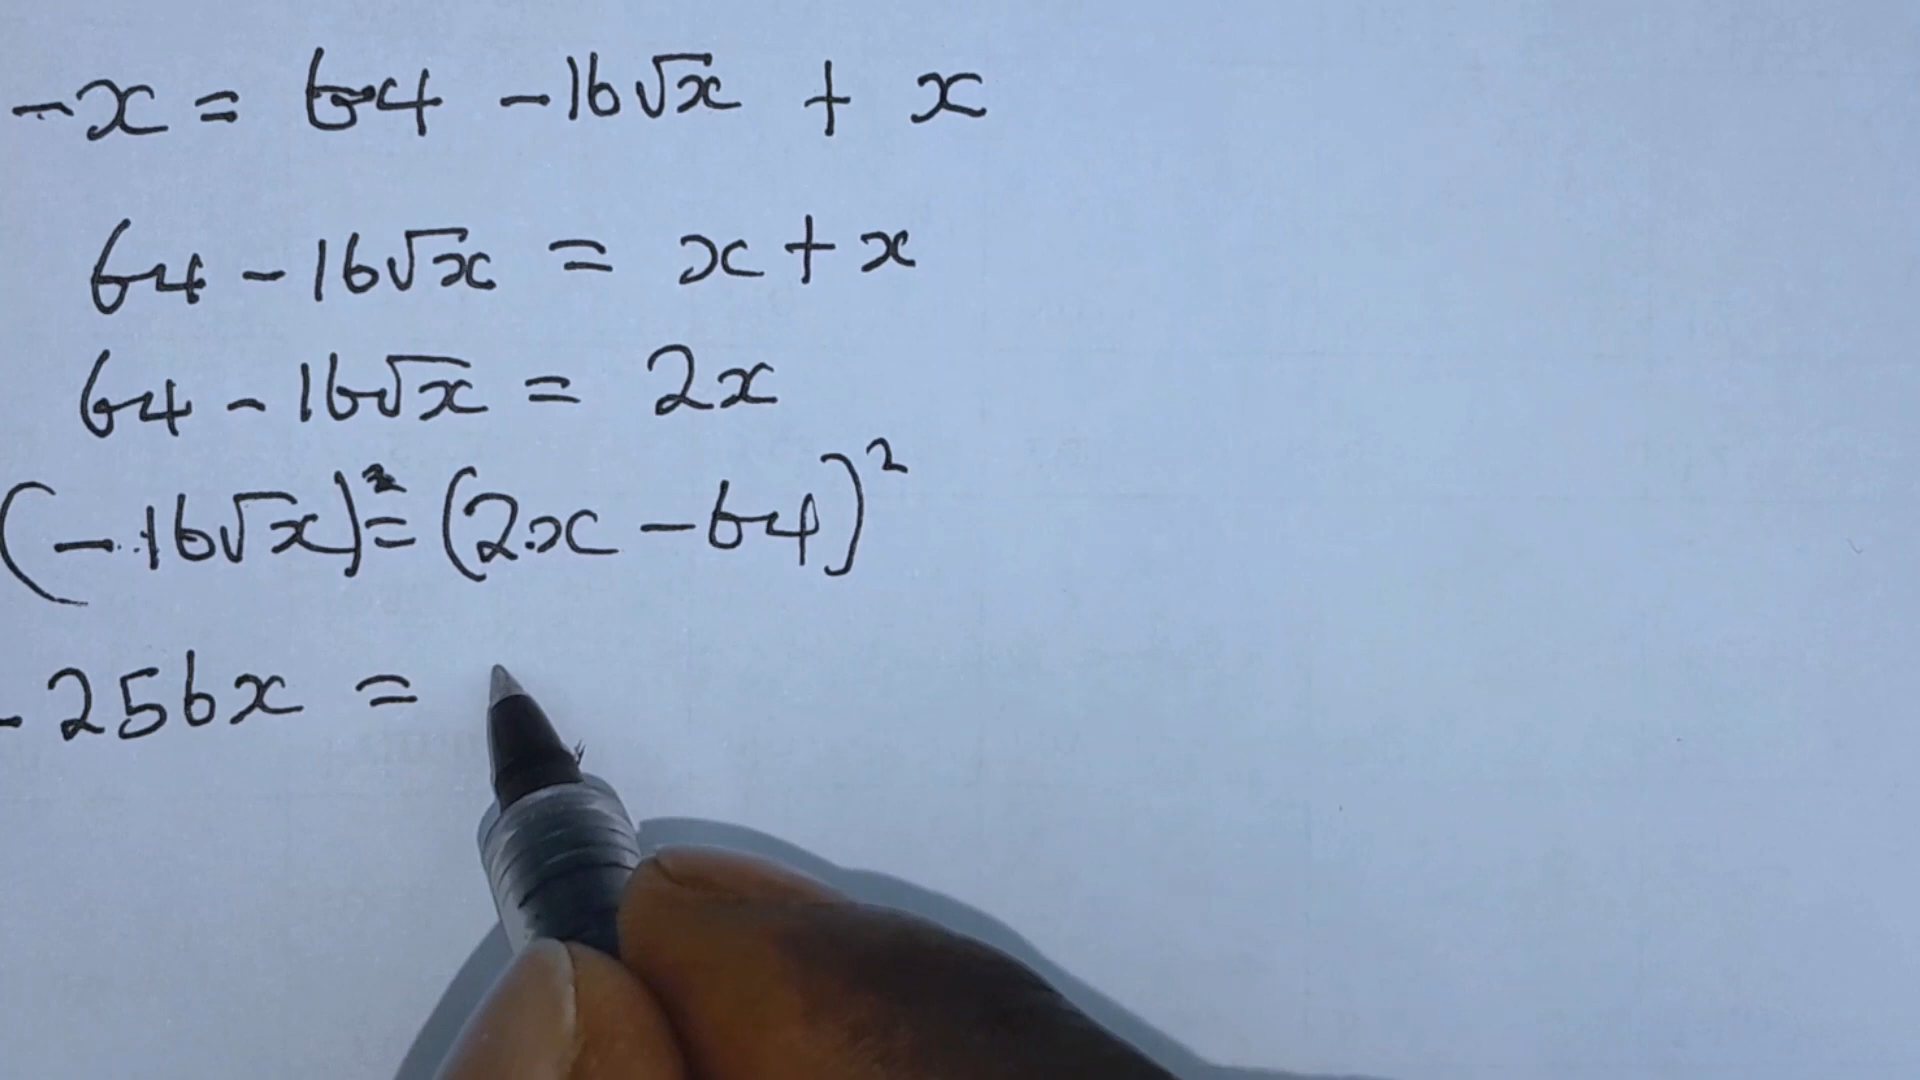 -x = 64 - 16√x + x
64 - 16√x = x + x
64 - 16√x = 2x
(-16√x)² = (2x - 64)²
- 256x =